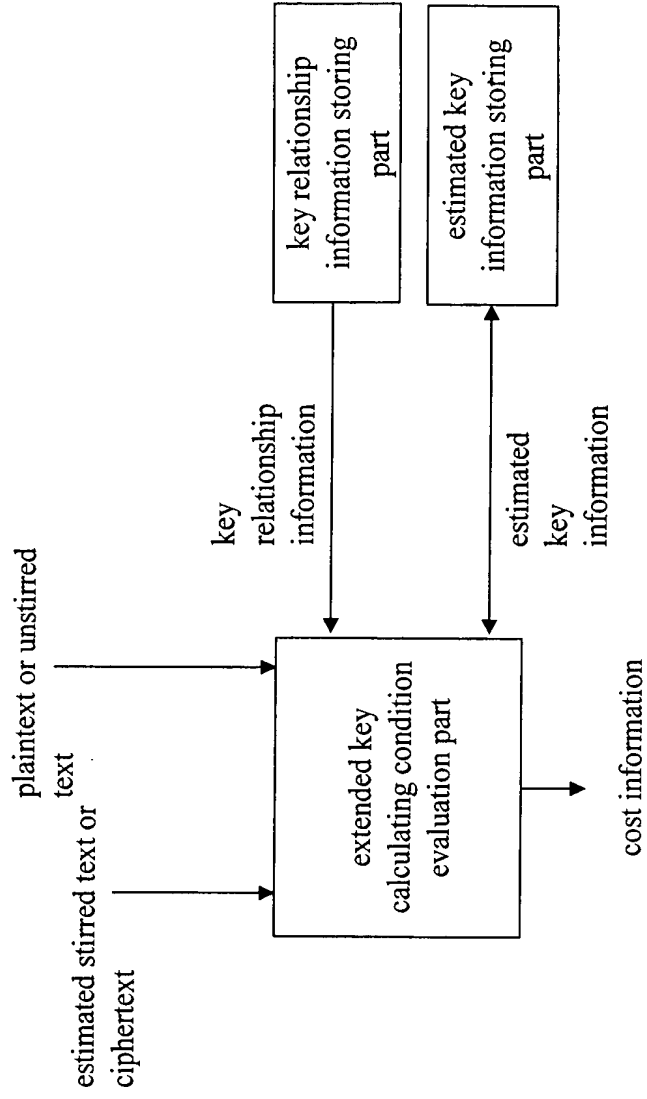 plaintext or unstirred
text
estimated stirred text or
ciphertext
key
relationship
information
key relationship
information storing
part
extended key
calculating condition
evaluation part
estimated
key
information
estimated key
information storing
part
cost information